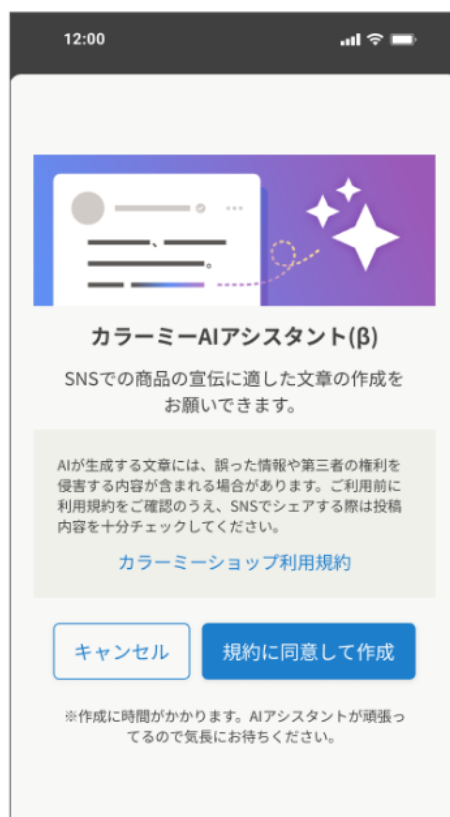 12:00
カラーミーAIアシスタント(β)
SNSでの商品の宣伝に適した文章の作成を
お願いできます。
AIが生成する文章には、誤った情報や第三者の権利を
侵害する内容が含まれる場合があります。ご利用前に
利用規約をご確認のうえ、SNSでシェアする際は投稿
内容を十分チェックしてください。
カラーミーショップ利用規約
キャンセル
規約に同意して作成
※作成に時間がかかります。AIアシスタントが頑張っ
てるので気長にお待ちください。